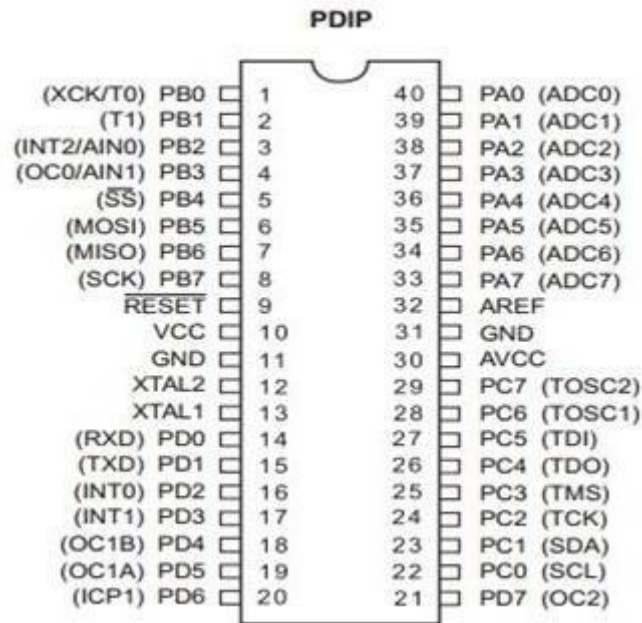 PDIP
(XCK/T0) PB0 1 40 PA0 (ADC0)
(T1) PB1 2 39 PA1 (ADC1)
(INT2/AIN0) PB2 3 38 PA2 (ADC2)
(OC0/AIN1) PB3 4 37 PA3 (ADC3)
(SS) PB4 5 36 PA4 (ADC4)
(MOSI) PB5 6 35 PA5 (ADC5)
(MISO) PB6 7 34 PA6 (ADC6)
(SCK) PB7 8 33 PA7 (ADC7)
RESET 9 32 AREF
VCC 10 31 GND
GND 11 30 AVCC
XTAL2 12 29 PC7 (TOSC2)
XTAL1 13 28 PC6 (TOSC1)
(RXD) PD0 14 27 PC5 (TDI)
(TXD) PD1 15 26 PC4 (TDO)
(INT0) PD2 16 25 PC3 (TMS)
(INT1) PD3 17 24 PC2 (TCK)
(OC1B) PD4 18 23 PC1 (SDA)
(OC1A) PD5 19 22 PC0 (SCL)
(ICP1) PD6 20 21 PD7 (OC2)